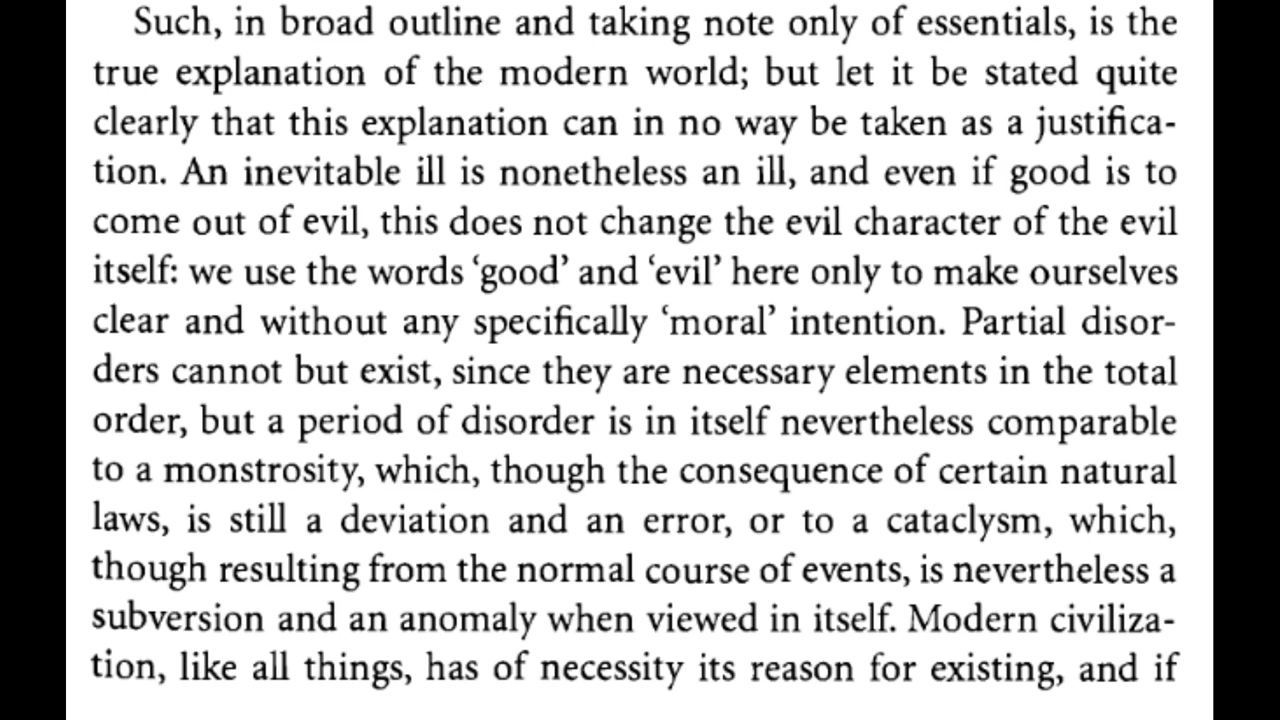 Such, in broad outline and taking note only of essentials, is the
true explanation of the modern world; but let it be stated quite
clearly that this explanation can in no way be taken as a justifica-
tion. An inevitable ill is nonetheless an ill, and even if good is to
come out of evil, this does not change the evil character of the evil
itself: we use the words ‘good’ and ‘evil’ here only to make ourselves
clear and without any specifically ‘moral’ intention. Partial disor-
ders cannot but exist, since they are necessary elements in the total
order, but a period of disorder is in itself nevertheless comparable
to a monstrosity, which, though the consequence of certain natural
laws, is still a deviation and an error, or to a cataclysm, which,
though resulting from the normal course of events, is nevertheless a
subversion and an anomaly when viewed in itself. Modern civiliza-
tion, like all things, has of necessity its reason for existing, and if